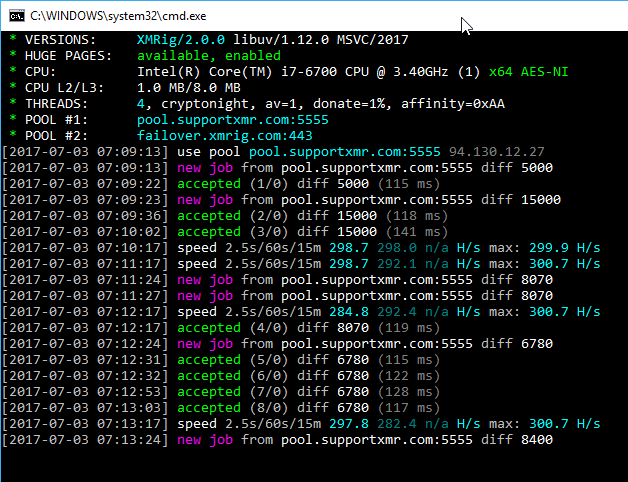 C:\WINDOWS\system32\cmd.exe
* VERSIONS: XMRig/2.0.0 libuv/1.12.0 MSVC/2017
* HUGE PAGES: available, enabled
* CPU: Intel(R) Core(TM) i7-6700 CPU @ 3.40GHz (1) x64 AES-NI
* CPU L2/L3: 1.0 MB/8.0 MB
* THREADS: 4, cryptonight, av=1, donate=1%, affinity=0xAA
* POOL #1: pool.supportxmr.com:5555
* POOL #2: failover.xmrig.com:443
[2017-07-03 07:09:13] use pool pool.supportxmr.com:5555 94.130.12.27
[2017-07-03 07:09:13] new job from pool.supportxmr.com:5555 diff 5000
[2017-07-03 07:09:22] accepted (1/0) diff 5000 (115 ms)
[2017-07-03 07:09:23] new job from pool.supportxmr.com:5555 diff 15000
[2017-07-03 07:09:36] accepted (2/0) diff 15000 (118 ms)
[2017-07-03 07:10:02] accepted (3/0) diff 15000 (141 ms)
[2017-07-03 07:10:17] speed 2.5s/60s/15m 298.7 298.0 n/a H/s max: 299.9 H/s
[2017-07-03 07:11:17] speed 2.5s/60s/15m 298.7 292.1 n/a H/s max: 300.7 H/s
[2017-07-03 07:11:24] new job from pool.supportxmr.com:5555 diff 8070
[2017-07-03 07:11:27] new job from pool.supportxmr.com:5555 diff 8070
[2017-07-03 07:12:17] speed 2.5s/60s/15m 284.8 292.4 n/a H/s max: 300.7 H/s
[2017-07-03 07:12:17] accepted (4/0) diff 8070 (119 ms)
[2017-07-03 07:12:24] new job from pool.supportxmr.com:5555 diff 6780
[2017-07-03 07:12:31] accepted (5/0) diff 6780 (115 ms)
[2017-07-03 07:12:32] accepted (6/0) diff 6780 (122 ms)
[2017-07-03 07:12:53] accepted (7/0) diff 6780 (128 ms)
[2017-07-03 07:13:03] accepted (8/0) diff 6780 (117 ms)
[2017-07-03 07:13:17] speed 2.5s/60s/15m 297.8 282.4 n/a H/s max: 300.7 H/s
[2017-07-03 07:13:24] new job from pool.supportxmr.com:5555 diff 8400